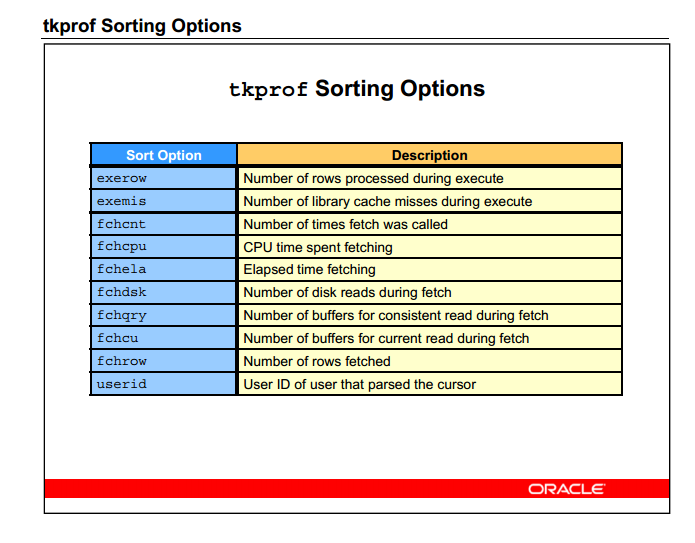 tkprof Sorting Options
tkprof Sorting Options
Sort Option Description
exerow Number of rows processed during execute
exemis Number of library cache misses during execute
fchcnt Number of times fetch was called
fchcpu CPU time spent fetching
fchela Elapsed time fetching
fchdsk Number of disk reads during fetch
fchqry Number of buffers for consistent read during fetch
fchcu Number of buffers for current read during fetch
fchrow Number of rows fetched
userid User ID of user that parsed the cursor
ORACLE